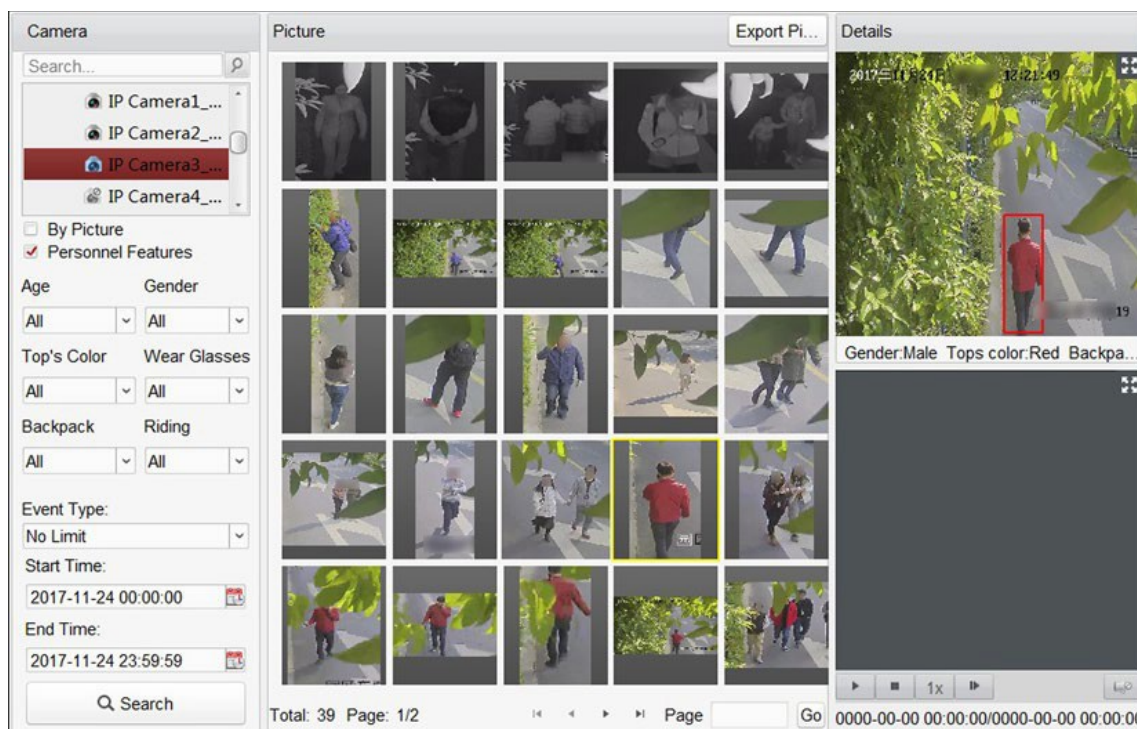 Camera
Search...
IP Camera1_...
IP Camera2_...
IP Camera3_...
IP Camera4_...
By Picture
Personnel Features
Age Gender
All All
Top's Color Wear Glasses
All All
Backpack Riding
All All
Event Type:
No Limit
Start Time:
2017-11-24 00:00:00
End Time:
2017-11-24 23:59:59
Search
Picture
Export Pi...
Total: 39 Page: 1/2
Page
Go
Details
12:21:49
19
Gender:Male Tops color:Red Backpa...
1x
0000-00-00 00:00:00/0000-00-00 00:00:00